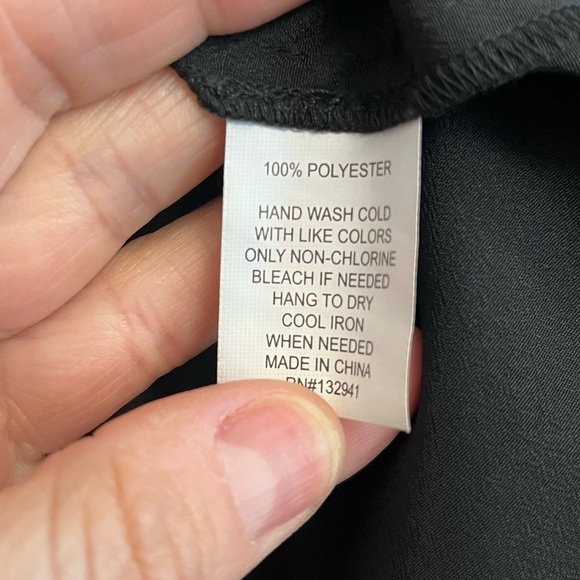 100% POLYESTER
HAND WASH COLD
WITH LIKE COLORS
ONLY NON-CHLORINE
BLEACH IF NEEDED
HANG TO DRY
COOL IRON
WHEN NEEDED
MADE IN CHINA
RN#132941